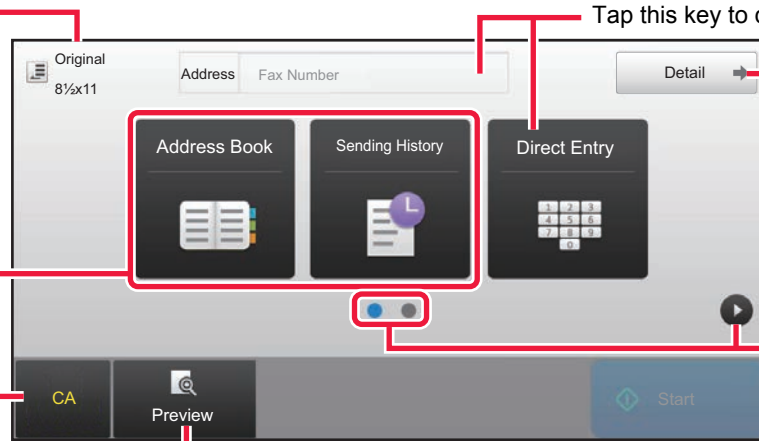 Tap this key to
Original
8½x11
Address Fax Number
Detail
Address Book
Sending History
Direct Entry
1 2 3
4 5 6
7 8 9
0
CA
Preview
Start